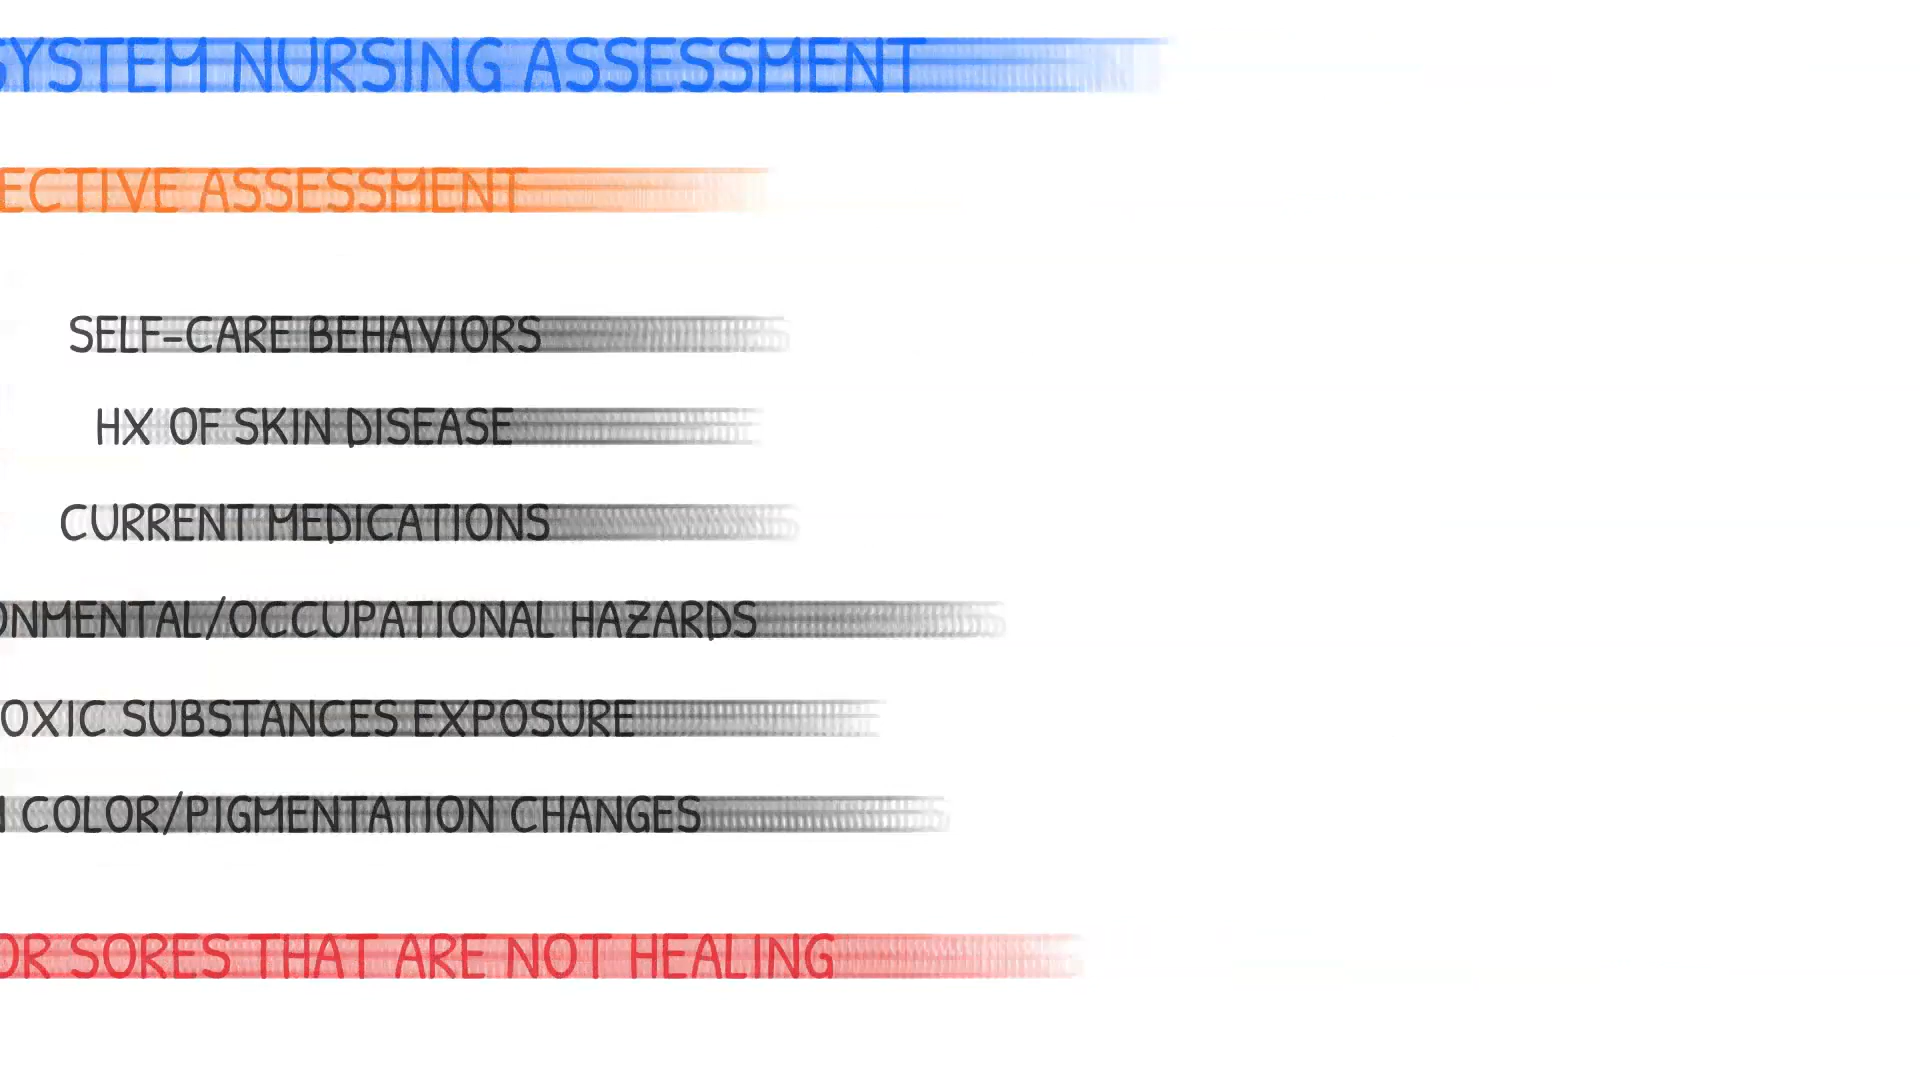 SYSTEM NURSING ASSESSMENT
ECTIVE ASSESSMENT
SELF-CARE BEHAVIORS
HX OF SKIN DISEASE
CURRENT MEDICATIONS
ONMENTAL/OCCUPATIONAL HAZARDS
OXIC SUBSTANCES EXPOSURE
COLOR/PIGMENTATION CHANGES
OR SORES THAT ARE NOT HEALING